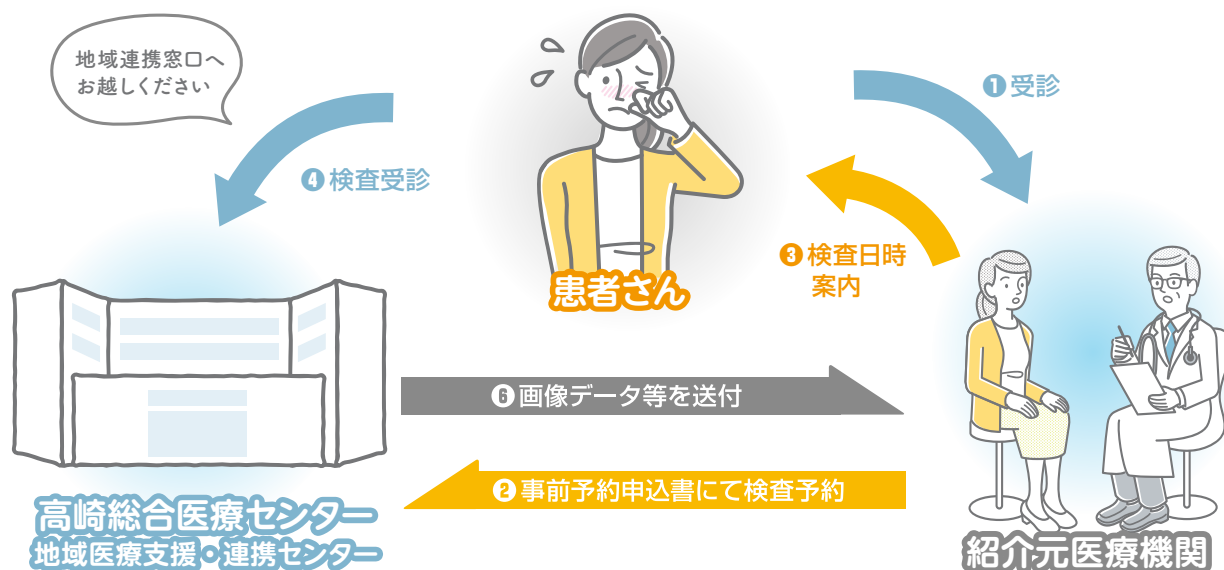 地域連携窓口へ
お越しください
❶受診
❹検査受診
❸検査日時
案内
患者さん
❻画像データ等を送付
❷事前予約申込書にて検査予約
高崎総合医療センター
地域医療支援・連携センター
紹介元医療機関